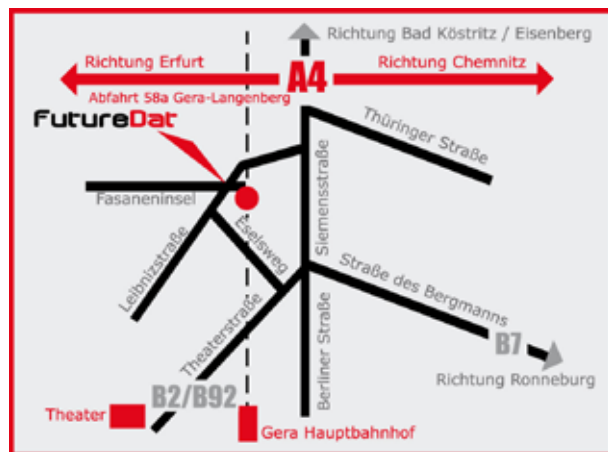 Richtung Bad Köstritz / Eisenberg
Richtung Erfurt
A4
Richtung Chemnitz
Abfahrt 58a Gera-Langenberg
FutureDat
Thüringer Straße
Fasaneninsel
Siemensstraße
Eselsweg
Leibnizstraße
Straße des Bergmanns
Theaterstraße
Berliner Straße
B7
Richtung Ronneburg
B2/B92
Theater
Gera Hauptbahnhof